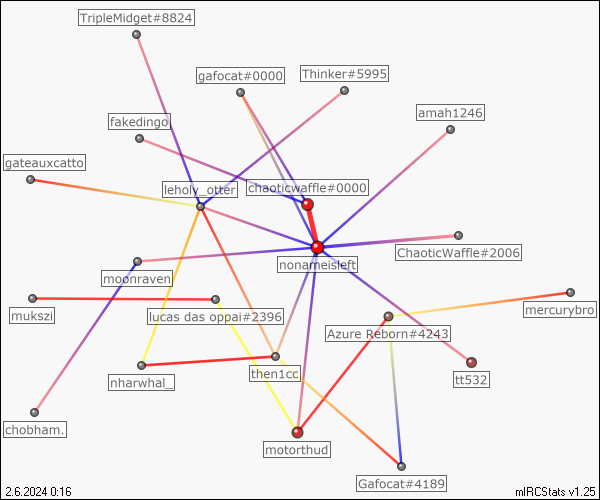 TripleMidget#8824
gafocat#0000
Thinker#5995
amah1246
fakedingo
gateauxcatto
leholy_otter
chaoticwaffle#0000
nonameisleft
ChaoticWaffle#2006
moonraven
mukszi
lucas das oppai#2396
mercurybro
Azure Reborn#4243
nharwhal_
then1cc
tt532
chobham.
motorthud
Gafocat#4189
2.6.2024 0:16
mIRCStats v1.25